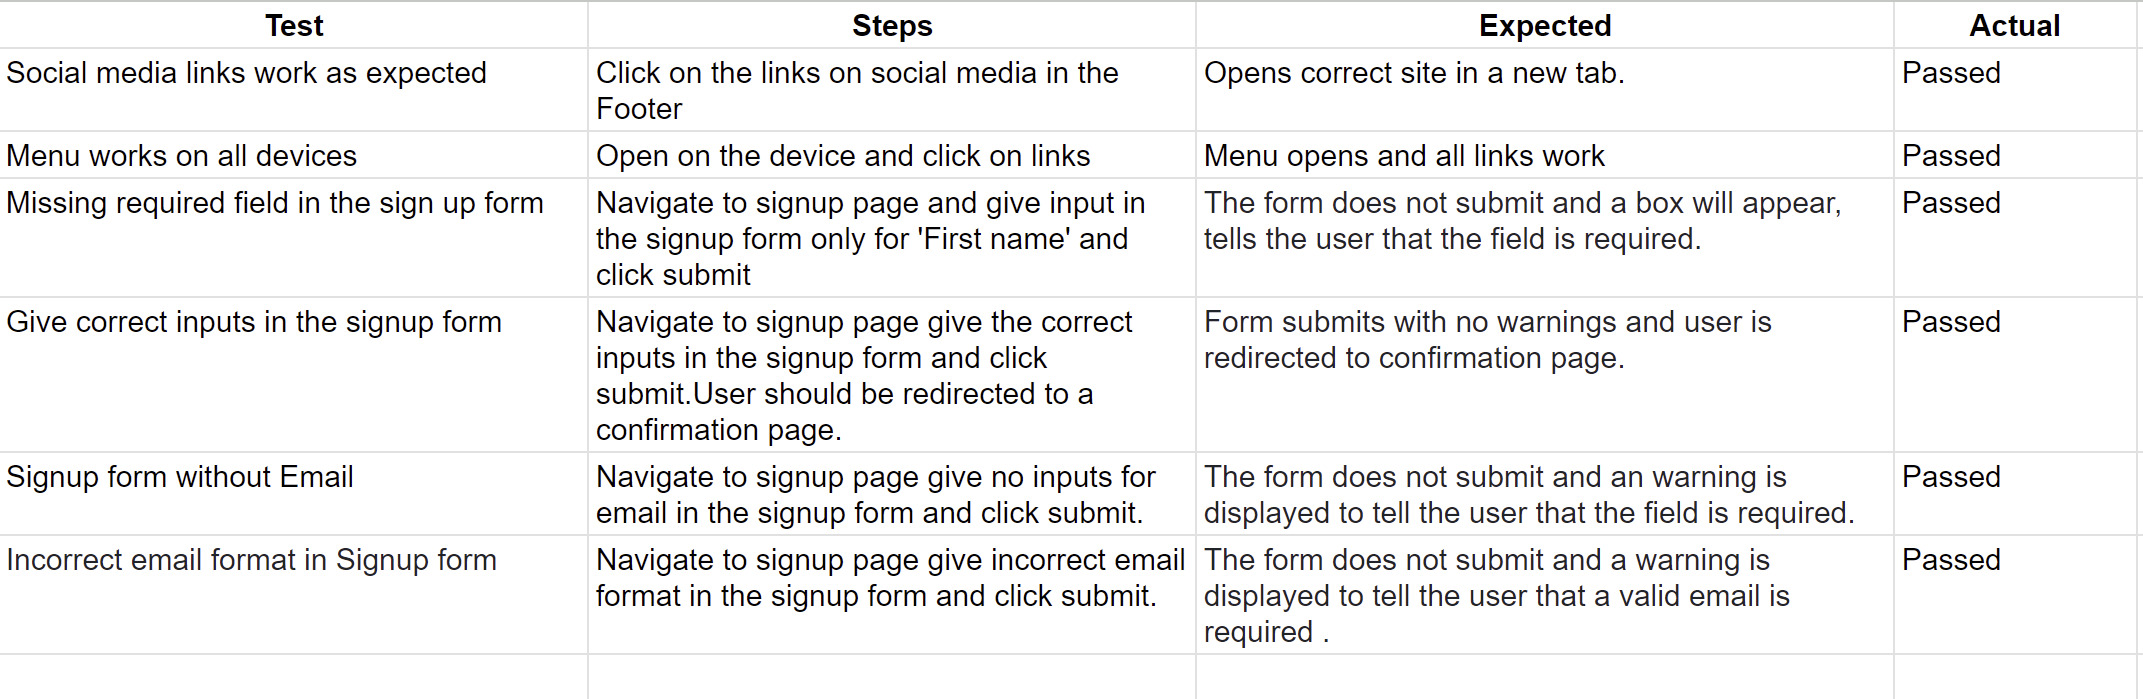 Test Steps Expected Actual
Social media links work as expected
Click on the links on social media in the
Footer
Opens correct site in a new tab.
Passed
Menu works on all devices
Open on the device and click on links
Menu opens and all links work
Passed
Missing required field in the sign up form
Navigate to signup page and give input in
the signup form only for 'First name' and
click submit
The form does not submit and a box will appear,
tells the user that the field is required.
Passed
Give correct inputs in the signup form
Navigate to signup page give the correct
inputs in the signup form and click
submit.User should be redirected to a
confirmation page.
Form submits with no warnings and user is
redirected to confirmation page.
Passed
Signup form without Email
Navigate to signup page give no inputs for
email in the signup form and click submit.
The form does not submit and an warning is
displayed to tell the user that the field is required.
Passed
Incorrect email format in Signup form
Navigate to signup page give incorrect email
format in the signup form and click submit.
The form does not submit and a warning is
displayed to tell the user that a valid email is
required .
Passed